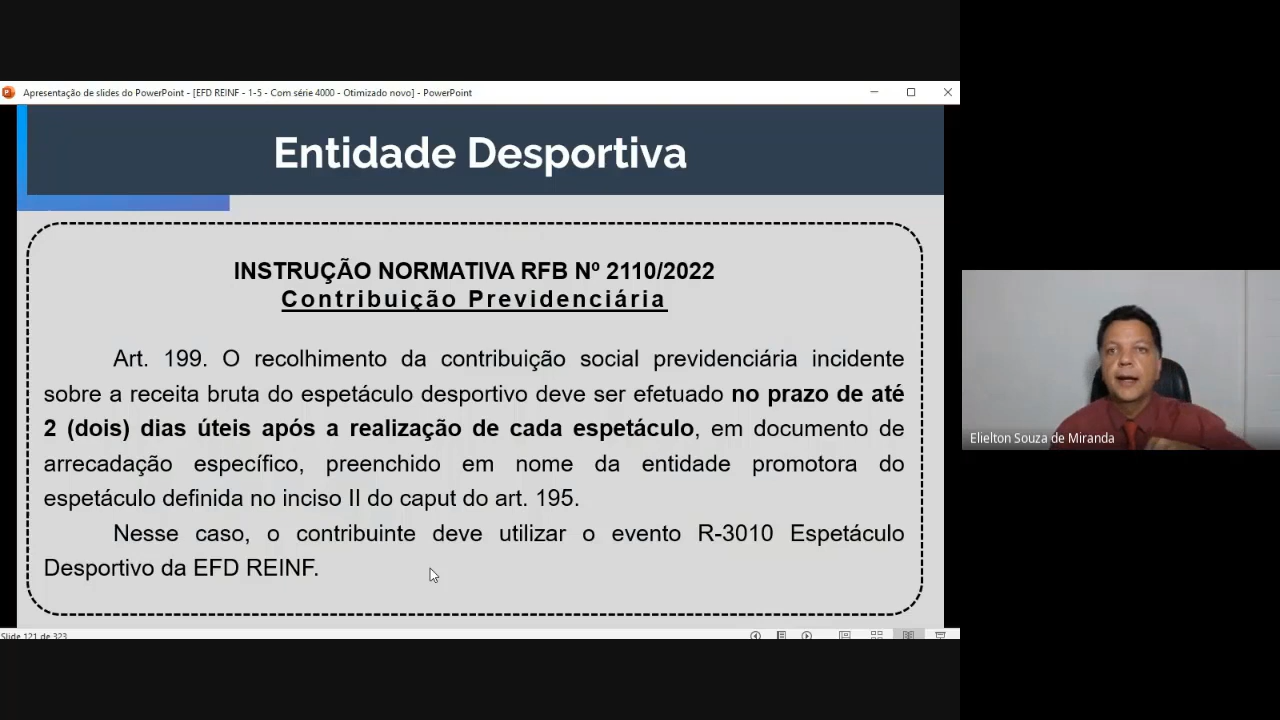 Apresentação de slides do PowerPoint - [EFD REINF - 1-5 - Com série 4000 - Otimizado novo] - PowerPoint
Entidade Desportiva
INSTRUÇÃO NORMATIVA RFB Nº 2110/2022
Contribuição Previdenciária
Art. 199. O recolhimento da contribuição social previdenciária incidente
sobre a receita bruta do espetáculo desportivo deve ser efetuado no prazo de até
2 (dois) dias úteis após a realização de cada espetáculo, em documento de
arrecadação específico, preenchido em nome da entidade promotora do
espetáculo definida no inciso II do caput do art. 195.
Nesse caso, o contribuinte deve utilizar o evento R-3010 Espetáculo
Desportivo da EFD REINF.
Slide 121 de 323
Elielton Souza de Miranda